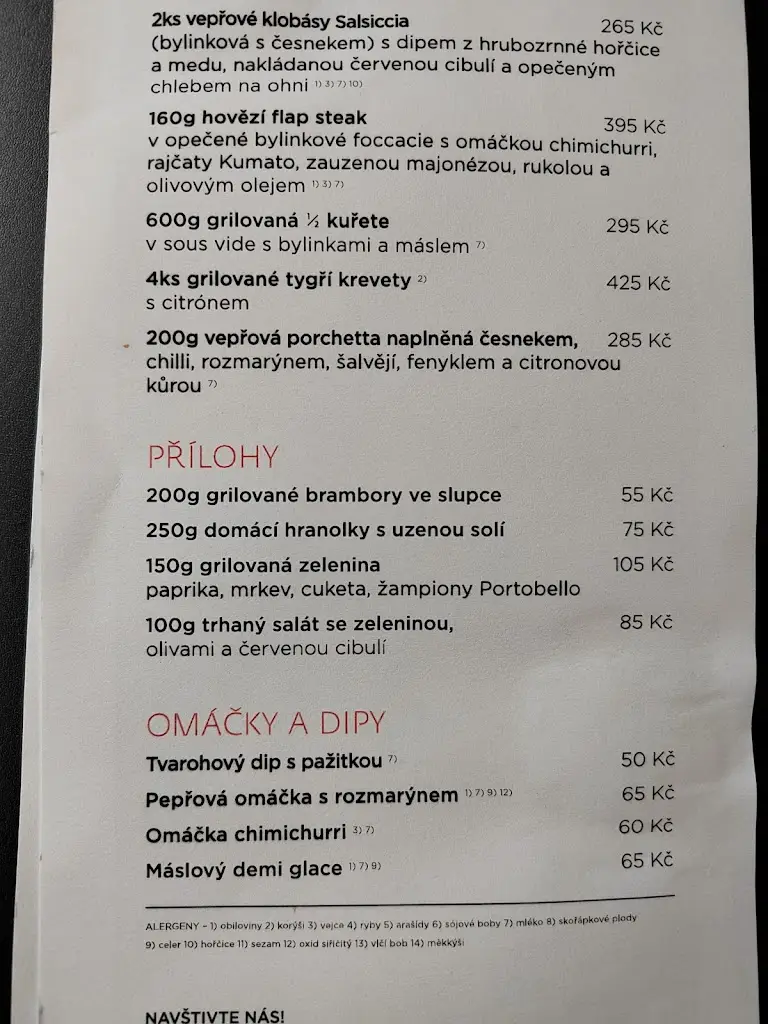 2ks vepřové klobásy Salsiccia 265 Kč
(bylinková s česnekem) s dipem z hrubozrnné hořčice
a medu, nakládanou červenou cibulí a opečeným
chlebem na ohni 1) 3) 7) 10)
160g hovězí flap steak 395 Kč
v opečené bylinkové foccacie s omáčkou chimichurri,
rajčaty Kumato, zauzenou majonézou, rukolou a
olivovým olejem 1) 3) 7)
600g grilovaná ½ kuřete 295 Kč
v sous vide s bylinkami a máslem 7)
4ks grilované tygří krevety 2) 425 Kč
s citrónem
200g vepřová porchetta naplněná česnekem, 285 Kč
chilli, rozmarýnem, šalvějí, fenyklem a citronovou
kůrou 7)
PŘÍLOHY
200g grilované brambory ve slupce 55 Kč
250g domácí hranolky s uzenou solí 75 Kč
150g grilovaná zelenina 105 Kč
paprika, mrkev, cuketa, žampiony Portobello
100g trhaný salát se zeleninou, 85 Kč
olivami a červenou cibulí
OMÁČKY A DIPY
Tvarohový dip s pažitkou 7) 50 Kč
Pepřová omáčka s rozmarýnem 1) 7) 9) 12) 65 Kč
Omáčka chimichurri 3) 7) 60 Kč
Máslový demi glace 1) 7) 9) 65 Kč
ALERGENY – 1) obiloviny 2) korýši 3) vejce 4) ryby 5) arašídy 6) sójové boby 7) mléko 8) skořápkové plody
9) celer 10) hořčice 11) sezam 12) oxid siřičitý 13) vlčí bob 14) měkkýši
NAVŠTIVTE NÁS!